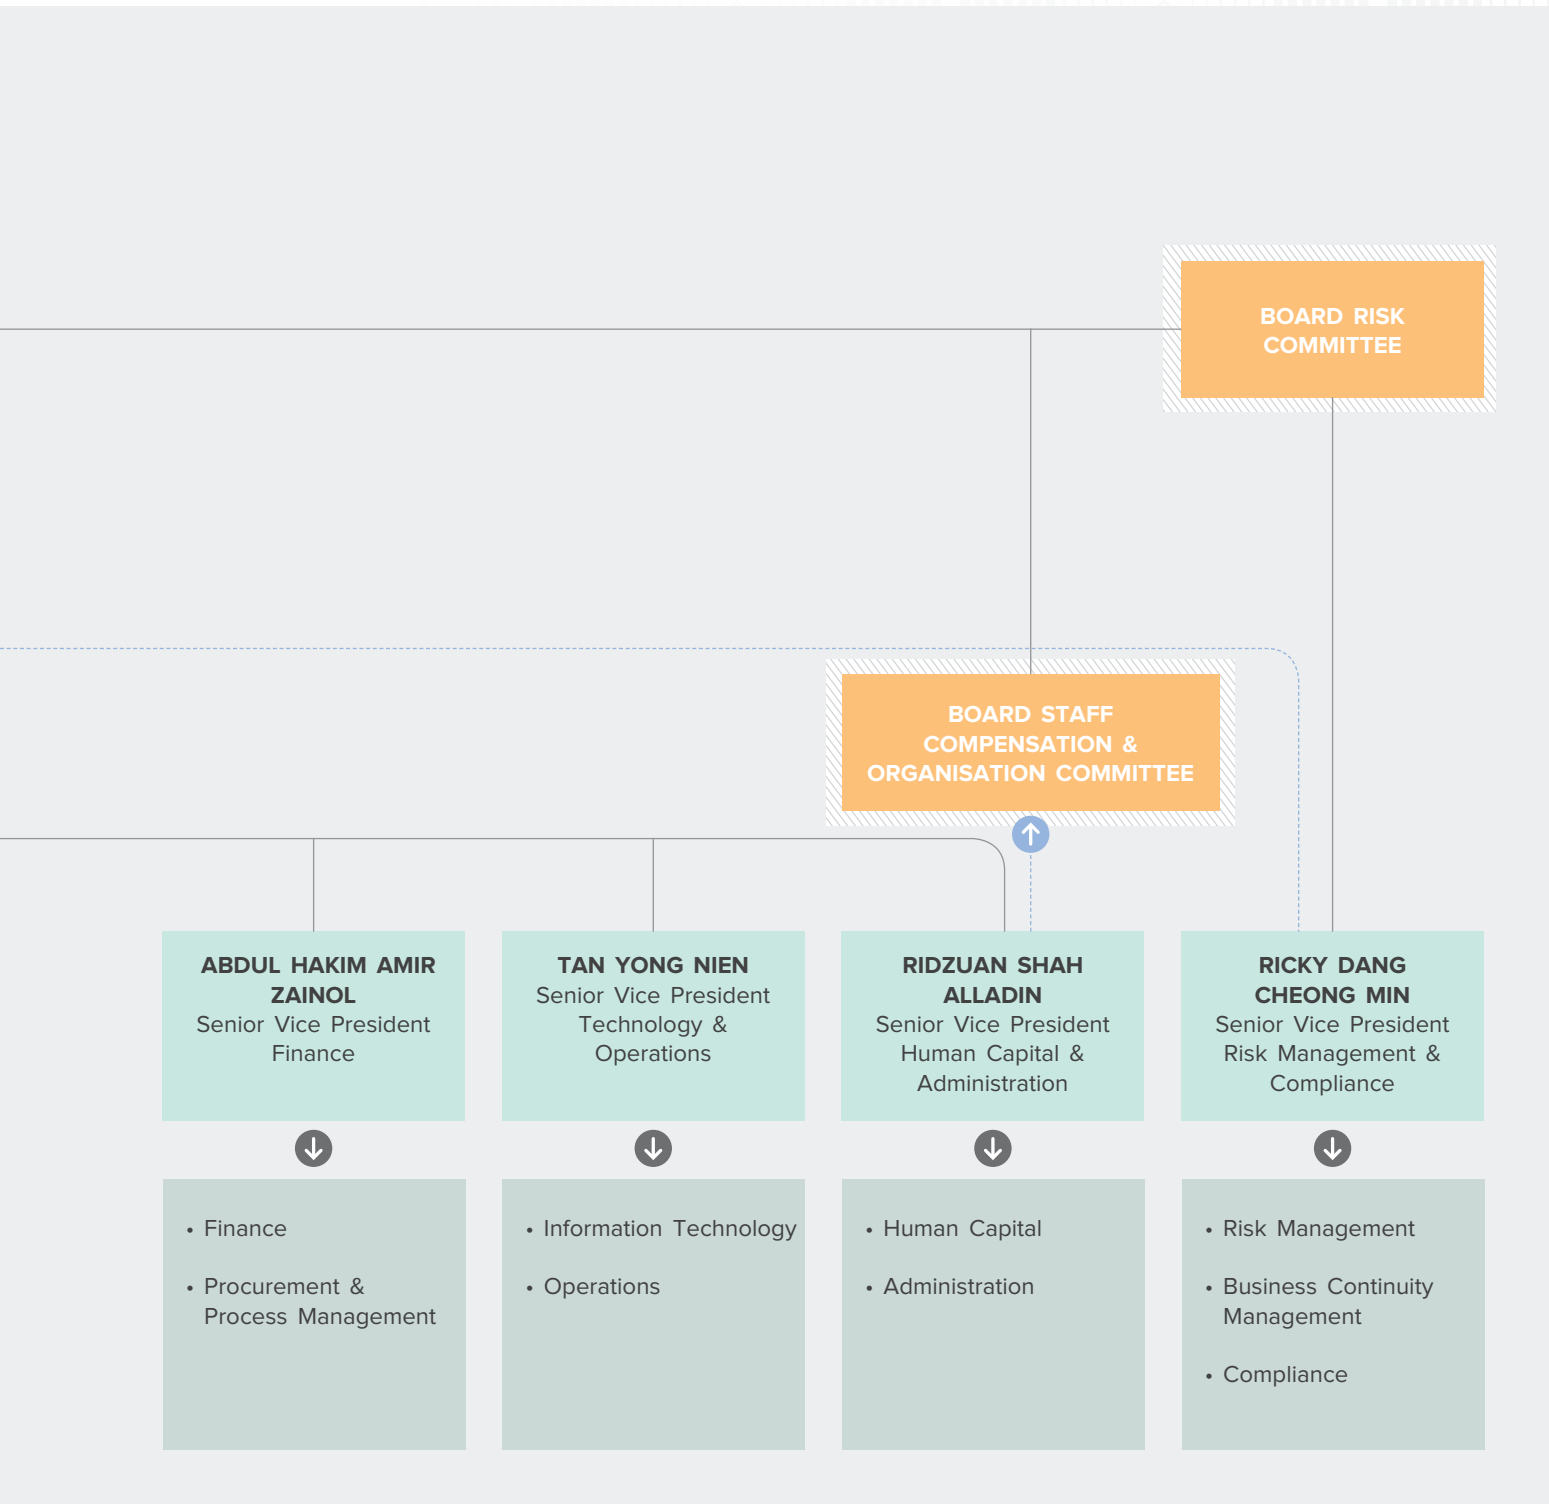 BOARD RISK
COMMITTEE
BOARD STAFF
COMPENSATION &
ORGANISATION COMMITTEE
ABDUL HAKIM AMIR
ZAINOL
Senior Vice President
Finance
TAN YONG NIEN
Senior Vice President
Technology &
Operations
RIDZUAN SHAH
ALLADIN
Senior Vice President
Human Capital &
Administration
RICKY DANG
CHEONG MIN
Senior Vice President
Risk Management &
Compliance
• Finance
• Procurement &
Process Management
• Information Technology
• Operations
• Human Capital
• Administration
• Risk Management
• Business Continuity
Management
• Compliance